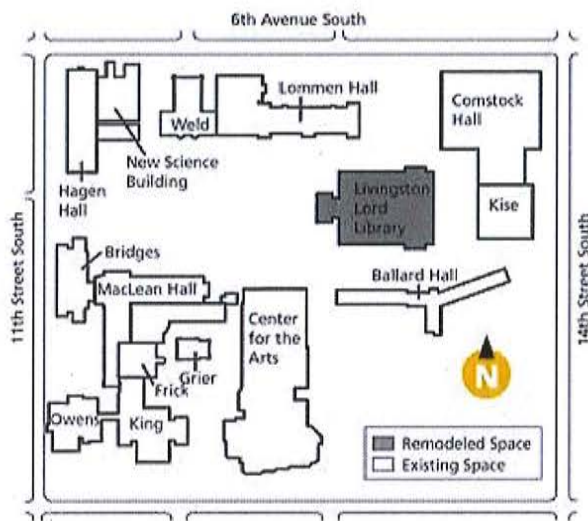 6th Avenue South
Lommen Hall
Comstock
Hall
Weld
New Science
Building
Hagen
Hall
Livingston
Lord
Library
Kise
11th Street South
14th Street South
Bridges
MacLean Hall
Ballard Hall
Center
for the
Arts
Grier
Frick
Owens
King
N
Remodeled Space
Existing Space